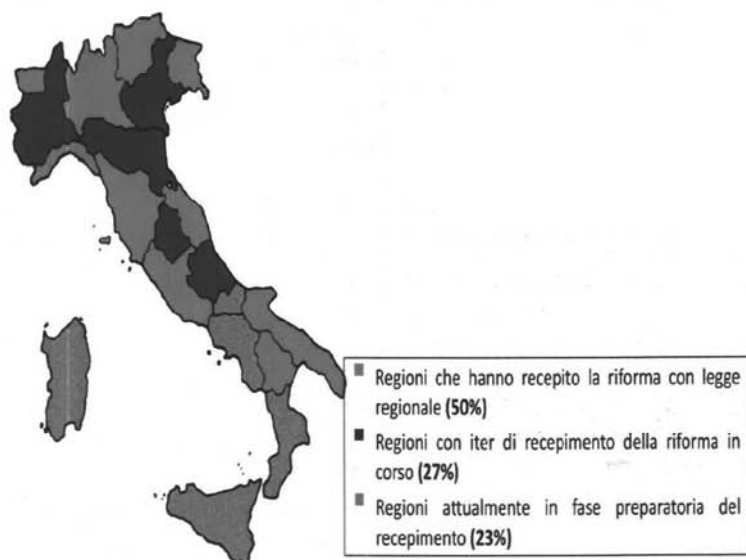 Regioni che hanno recepito la riforma con legge
regionale (50%)
Regioni con iter di recepimento della riforma in
corso (27%)
Regioni attualmente in fase preparatoria del
recepimento (23%)